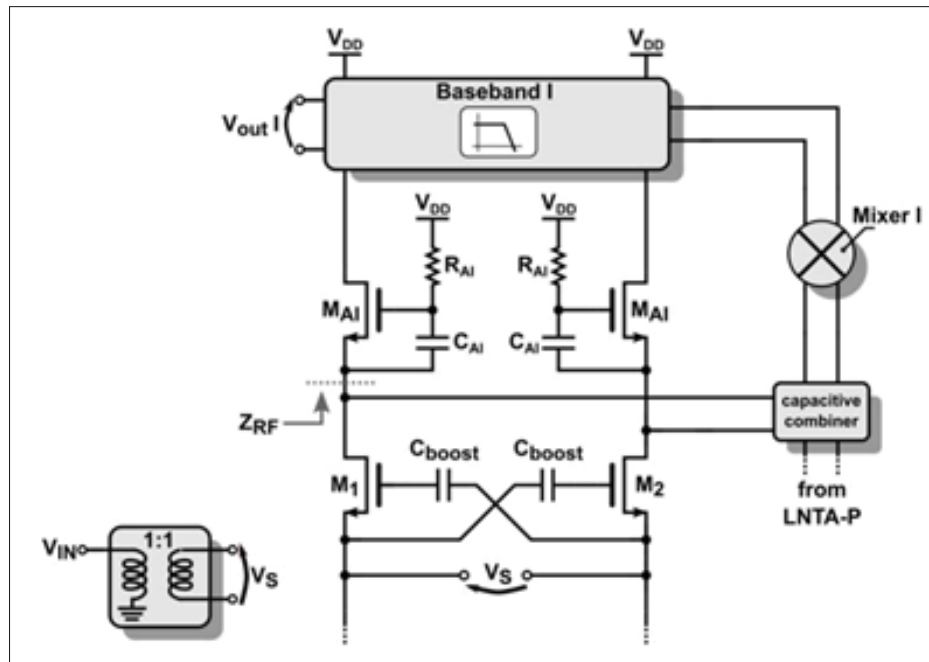 VDD VDD
Baseband I
Vout I
Mixer I
VDD VDD
RAI RAI
MAI MAI
CAI CAI
ZRF
capacitive
combiner
Cboost Cboost
M1 M2
from
LNTA-P
1:1
VIN
VS
VS